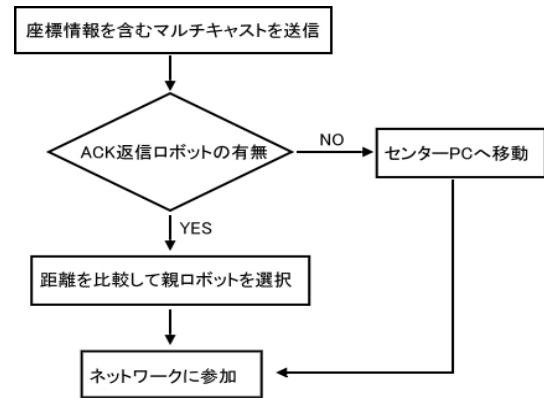 座標情報を含むマルチキャストを送信
ACK返信ロボットの有無
NO
センターPCへ移動
YES
距離を比較して親ロボットを選択
ネットワークに参加